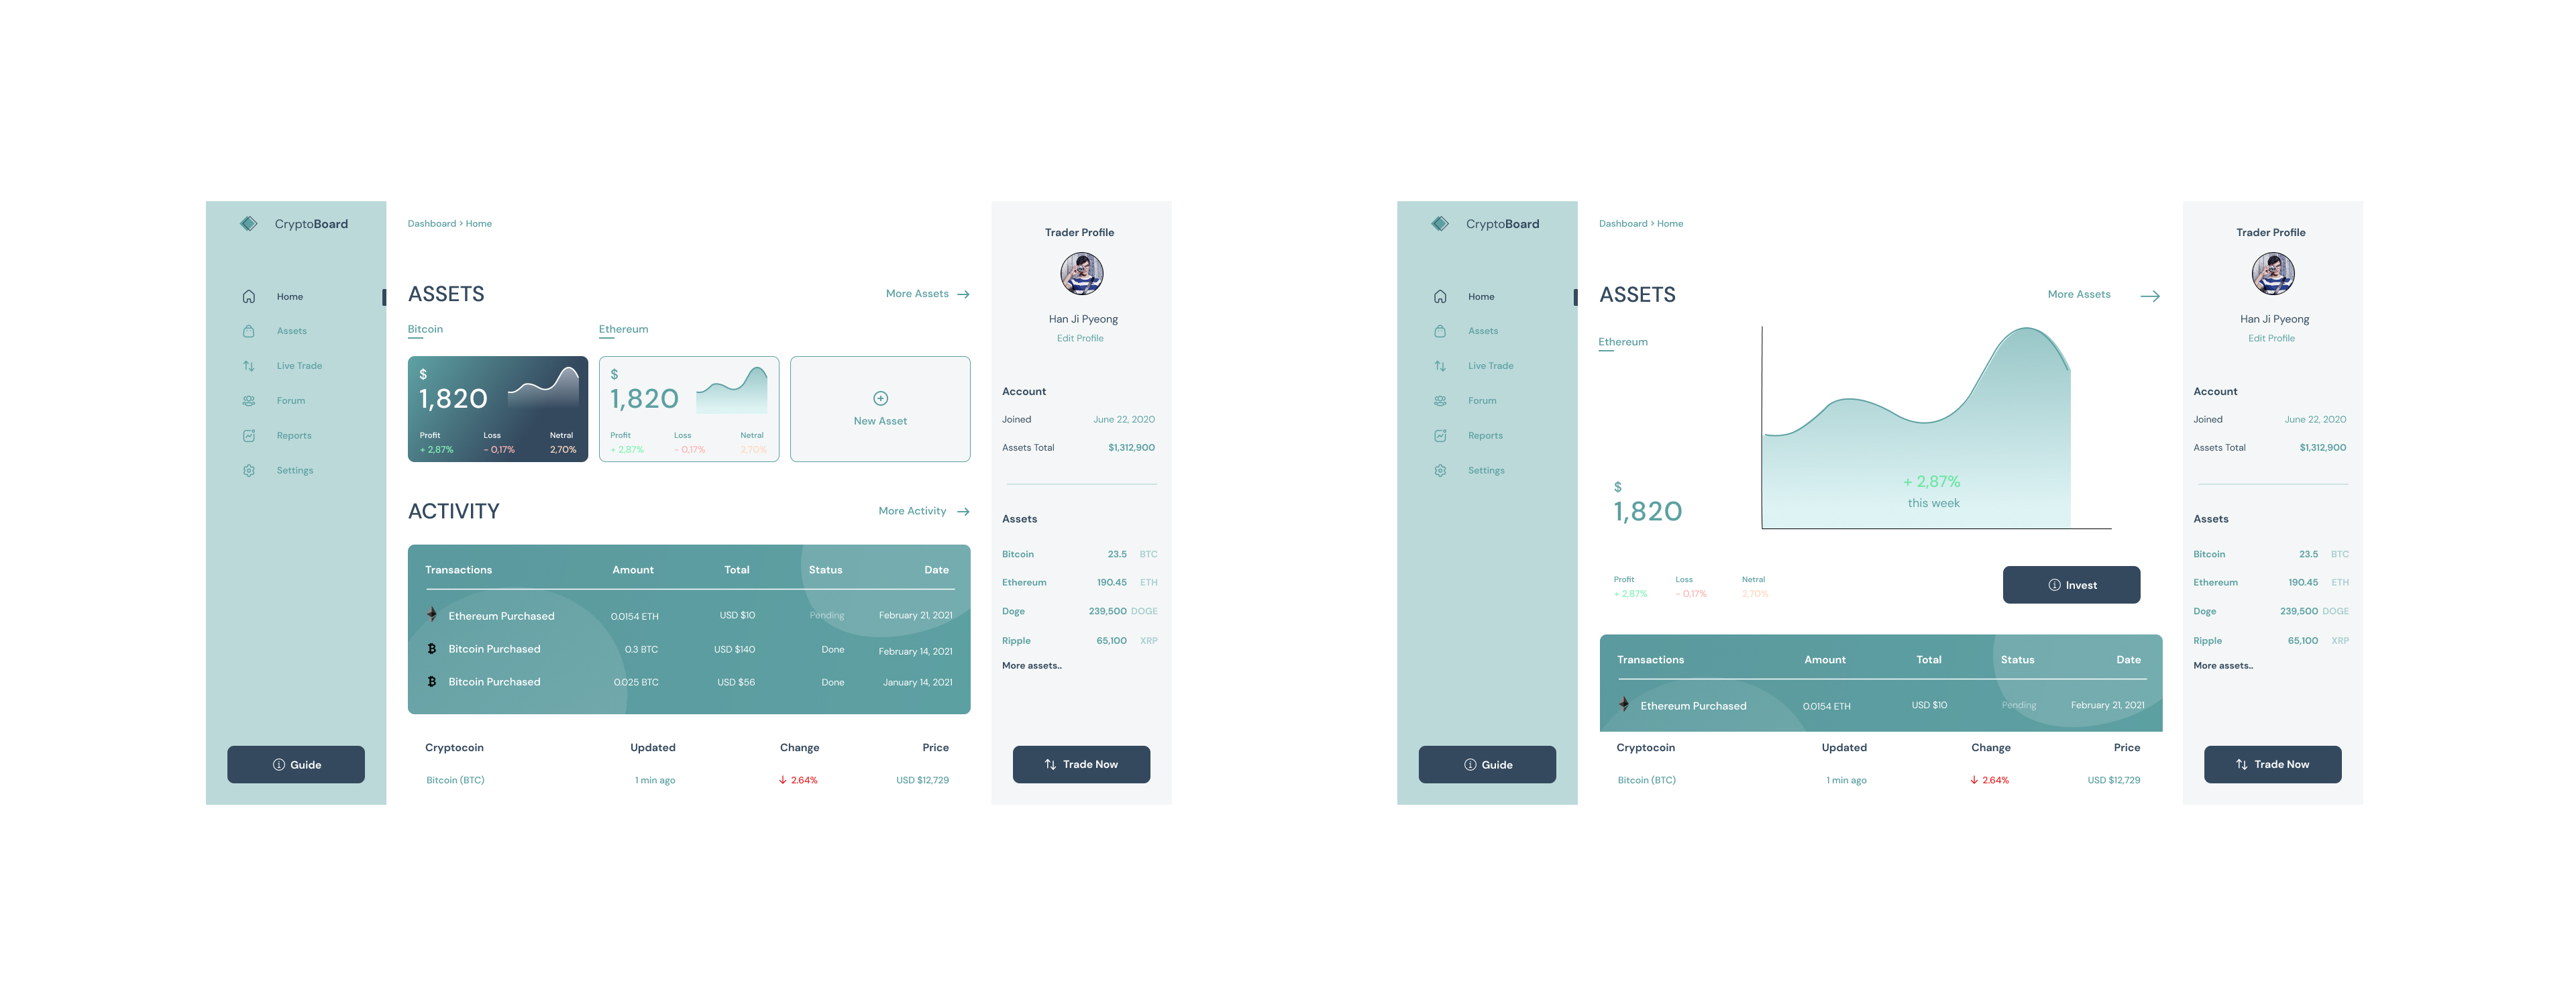 CryptoBoard
Home
Assets
Live Trade
Forum
Reports
Settings
Guide
Dashboard > Home
ASSETS
More Assets
Bitcoin
Ethereum
$
1,820
Profit Loss Netral
+ 2,87% - 0,17% 2,70%
$
1,820
Profit Loss Netral
+ 2,87% - 0,17% 2,70%
New Asset
ACTIVITY
More Activity
Transactions Amount Total Status Date
Ethereum Purchased 0.0154 ETH USD $10 Pending February 21, 2021
Bitcoin Purchased 0.3 BTC USD $140 Done February 14, 2021
Bitcoin Purchased 0.025 BTC USD $56 Done January 14, 2021
Cryptocoin Updated Change Price
Bitcoin (BTC) 1 min ago 2.64% USD $12,729
Trader Profile
Han Ji Pyeong
Edit Profile
Account
Joined June 22, 2020
Assets Total $1,312,900
Assets
Bitcoin 23.5 BTC
Ethereum 190.45 ETH
Doge 239,500 DOGE
Ripple 65,100 XRP
More assets..
Trade Now
CryptoBoard
Home
Assets
Live Trade
Forum
Reports
Settings
Guide
Dashboard > Home
ASSETS
More Assets
Ethereum
$
1,820
+ 2,87%
this week
Profit Loss Netral
+ 2,87% - 0,17% 2,70%
Invest
Transactions Amount Total Status Date
Ethereum Purchased 0.0154 ETH USD $10 Pending February 21, 2021
Cryptocoin Updated Change Price
Bitcoin (BTC) 1 min ago 2.64% USD $12,729
Trader Profile
Han Ji Pyeong
Edit Profile
Account
Joined June 22, 2020
Assets Total $1,312,900
Assets
Bitcoin 23.5 BTC
Ethereum 190.45 ETH
Doge 239,500 DOGE
Ripple 65,100 XRP
More assets..
Trade Now